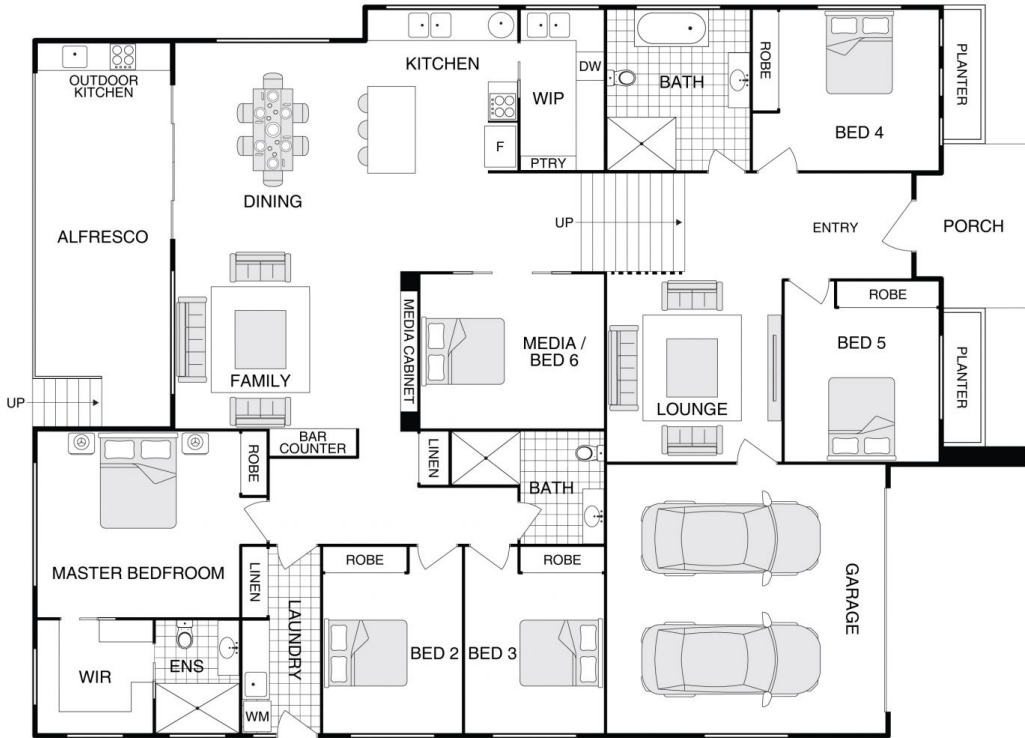 OUTDOOR
KITCHEN
KITCHEN
WIP
DW
BATH
ROBE
BED 4
PLANTER
F
PTRY
DINING
ALFRESCO
UP
ENTRY
PORCH
ROBE
MEDIA CABINET
MEDIA /
BED 6
BED 5
PLANTER
FAMILY
LOUNGE
UP
BAR
COUNTER
ROBE
LINEN
BATH
MASTER BEDFROOM
LINEN
LAUNDRY
ROBE
ROBE
GARAGE
WIR
ENS
BED 2
BED 3
WM